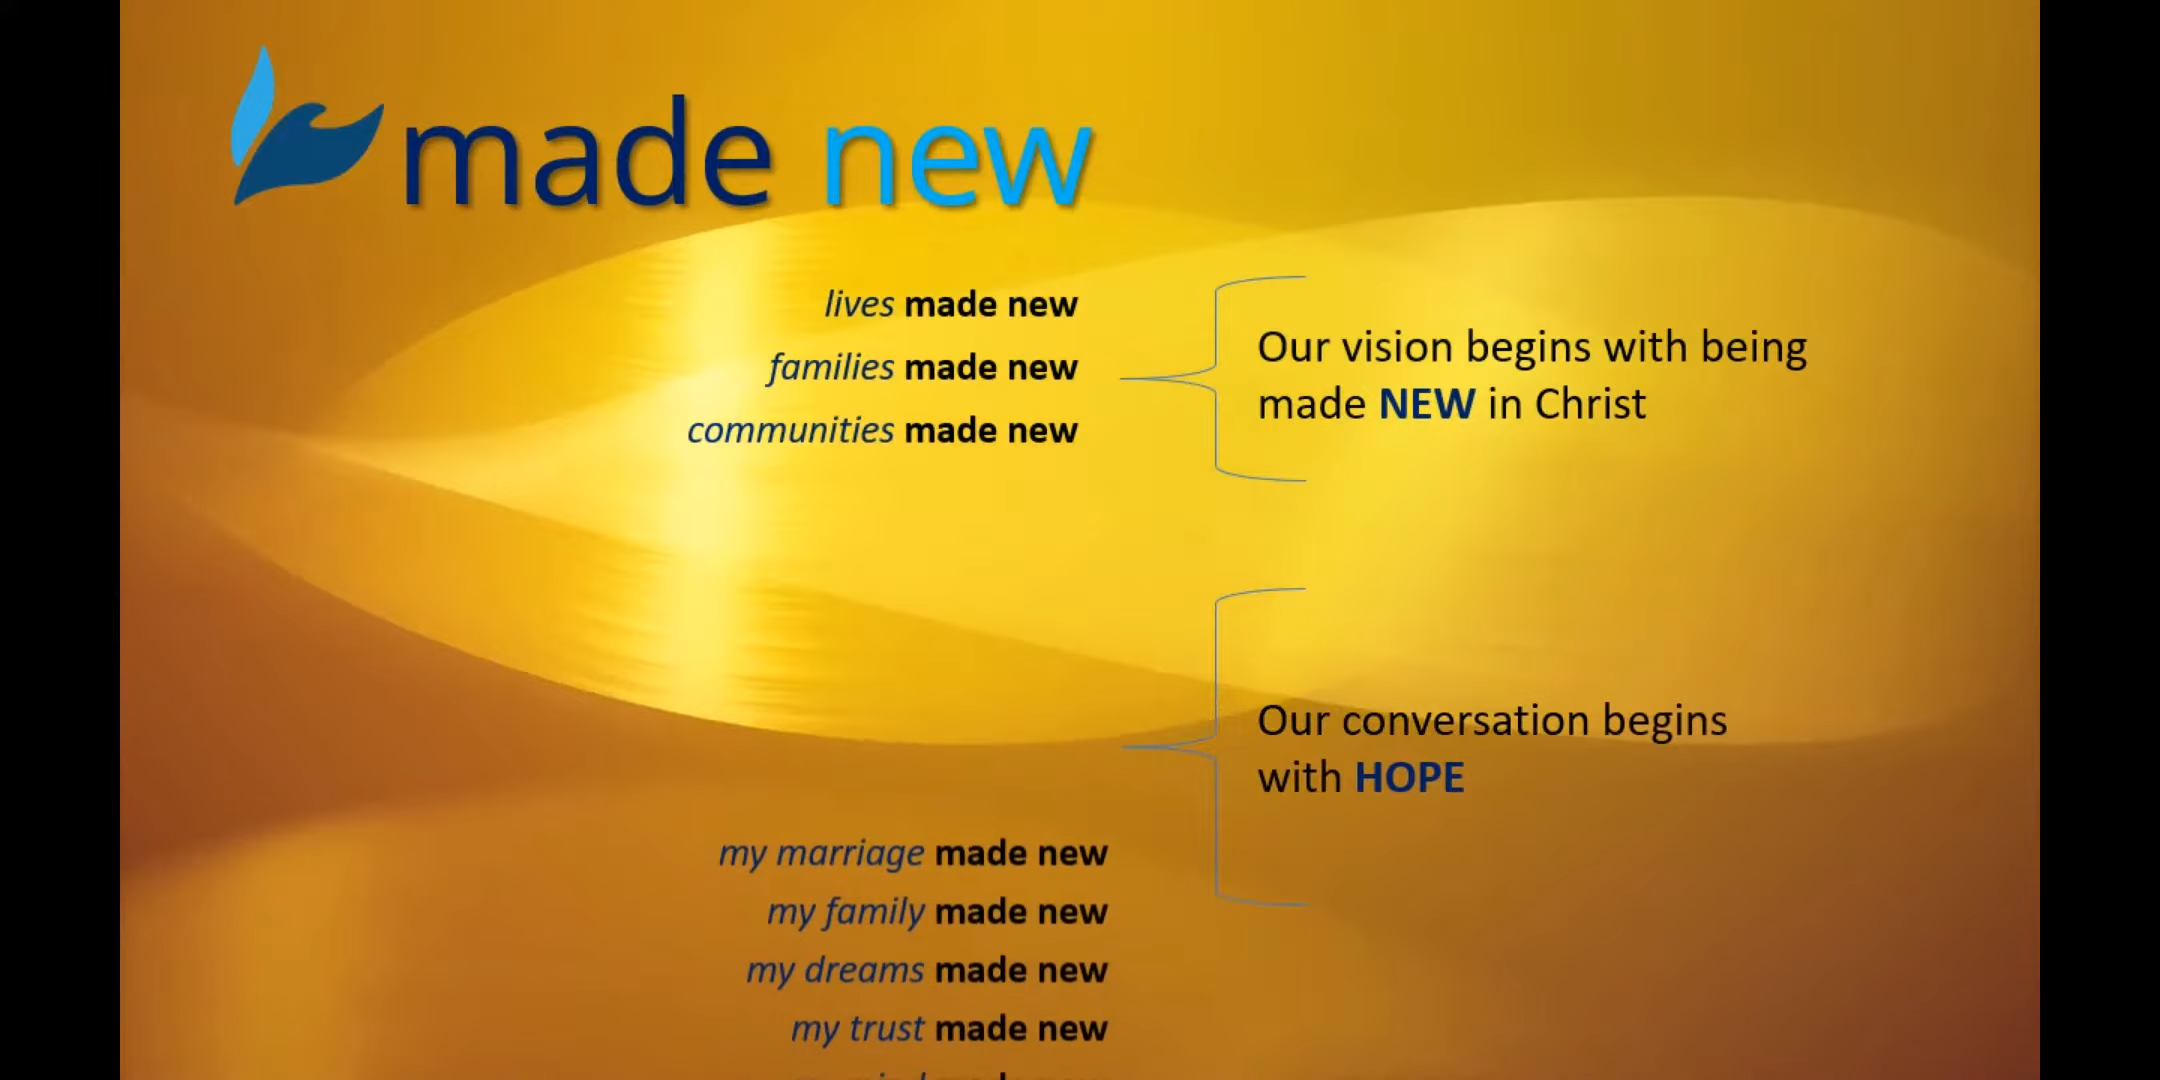 made new
lives made new
families made new
communities made new
Our vision begins with being
made NEW in Christ
Our conversation begins
with HOPE
my marriage made new
my family made new
my dreams made new
my trust made new